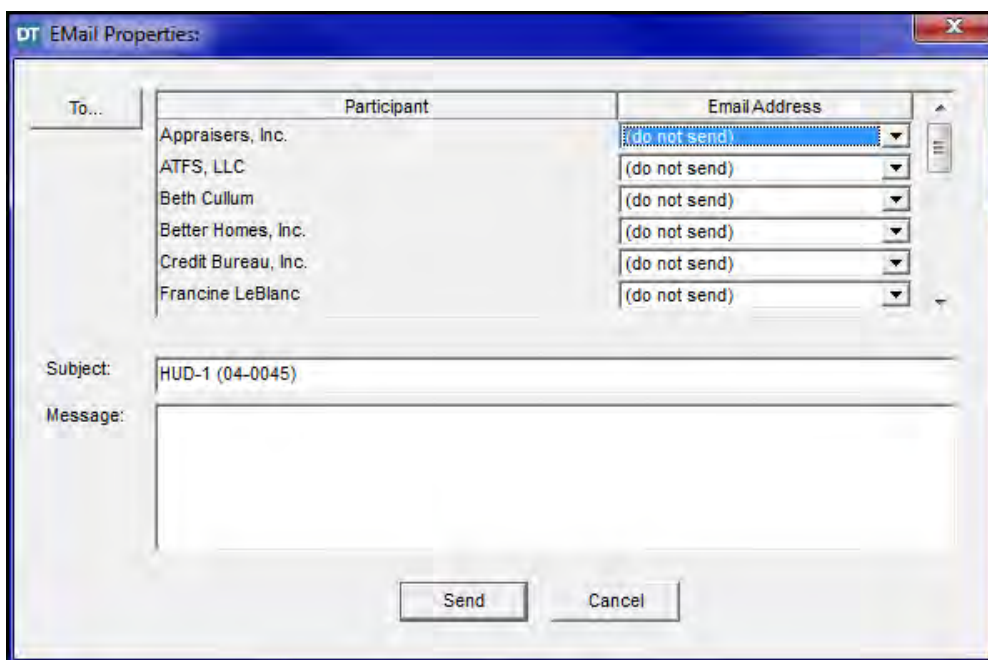 DT EMail Properties:
To... Participant Email Address
Appraisers, Inc. (do not send)
ATFS, LLC (do not send)
Beth Cullum (do not send)
Better Homes, Inc. (do not send)
Credit Bureau, Inc. (do not send)
Francine LeBlanc (do not send)
Subject: HUD-1 (04-0045)
Message:
Send Cancel